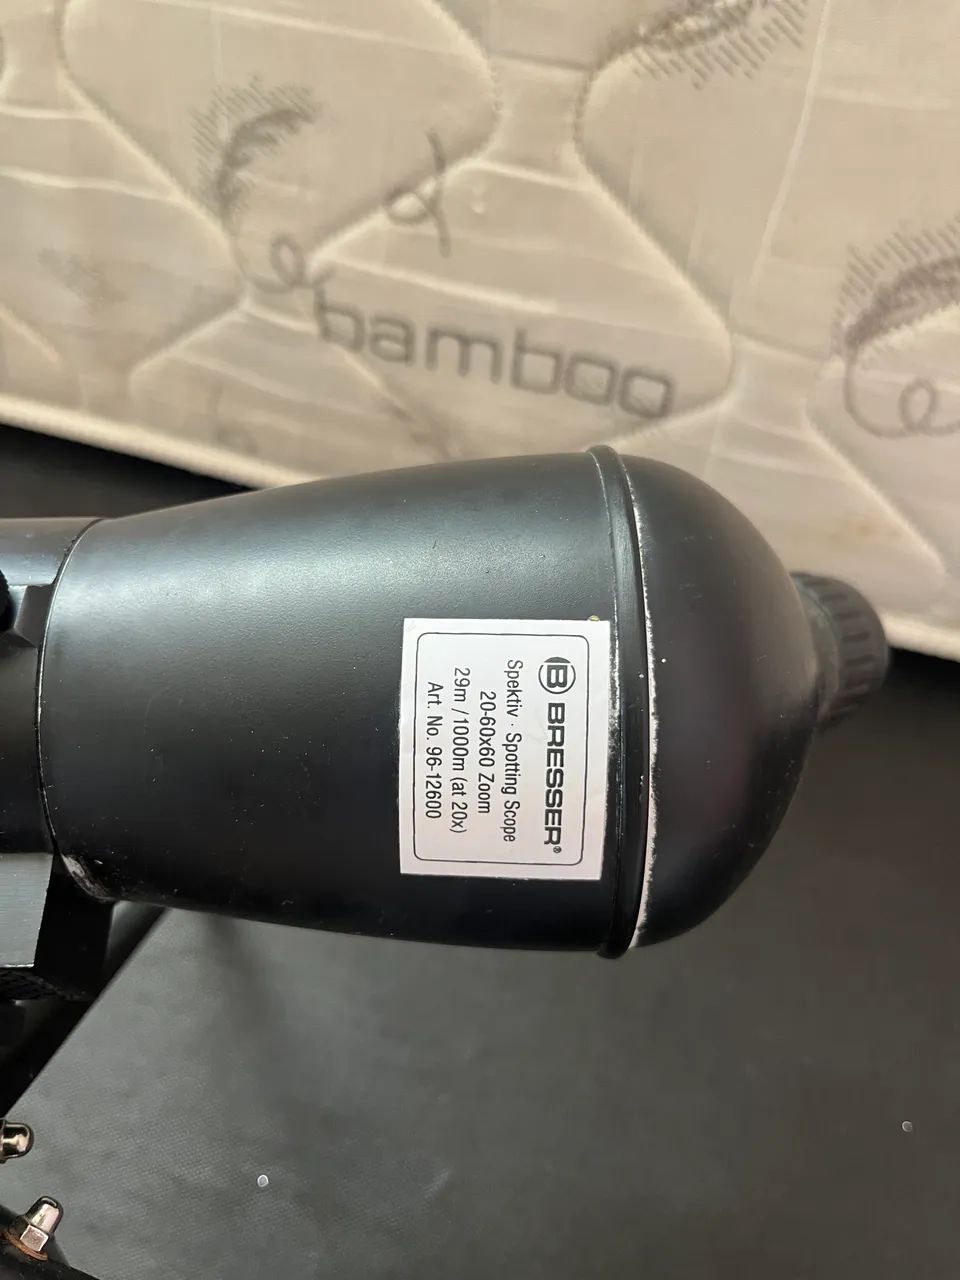 bamboo
B BRESSER®
Spektiv · Spotting Scope
20-60x60 Zoom
29m /1000m (at 20x)
Art. No. 96-12600